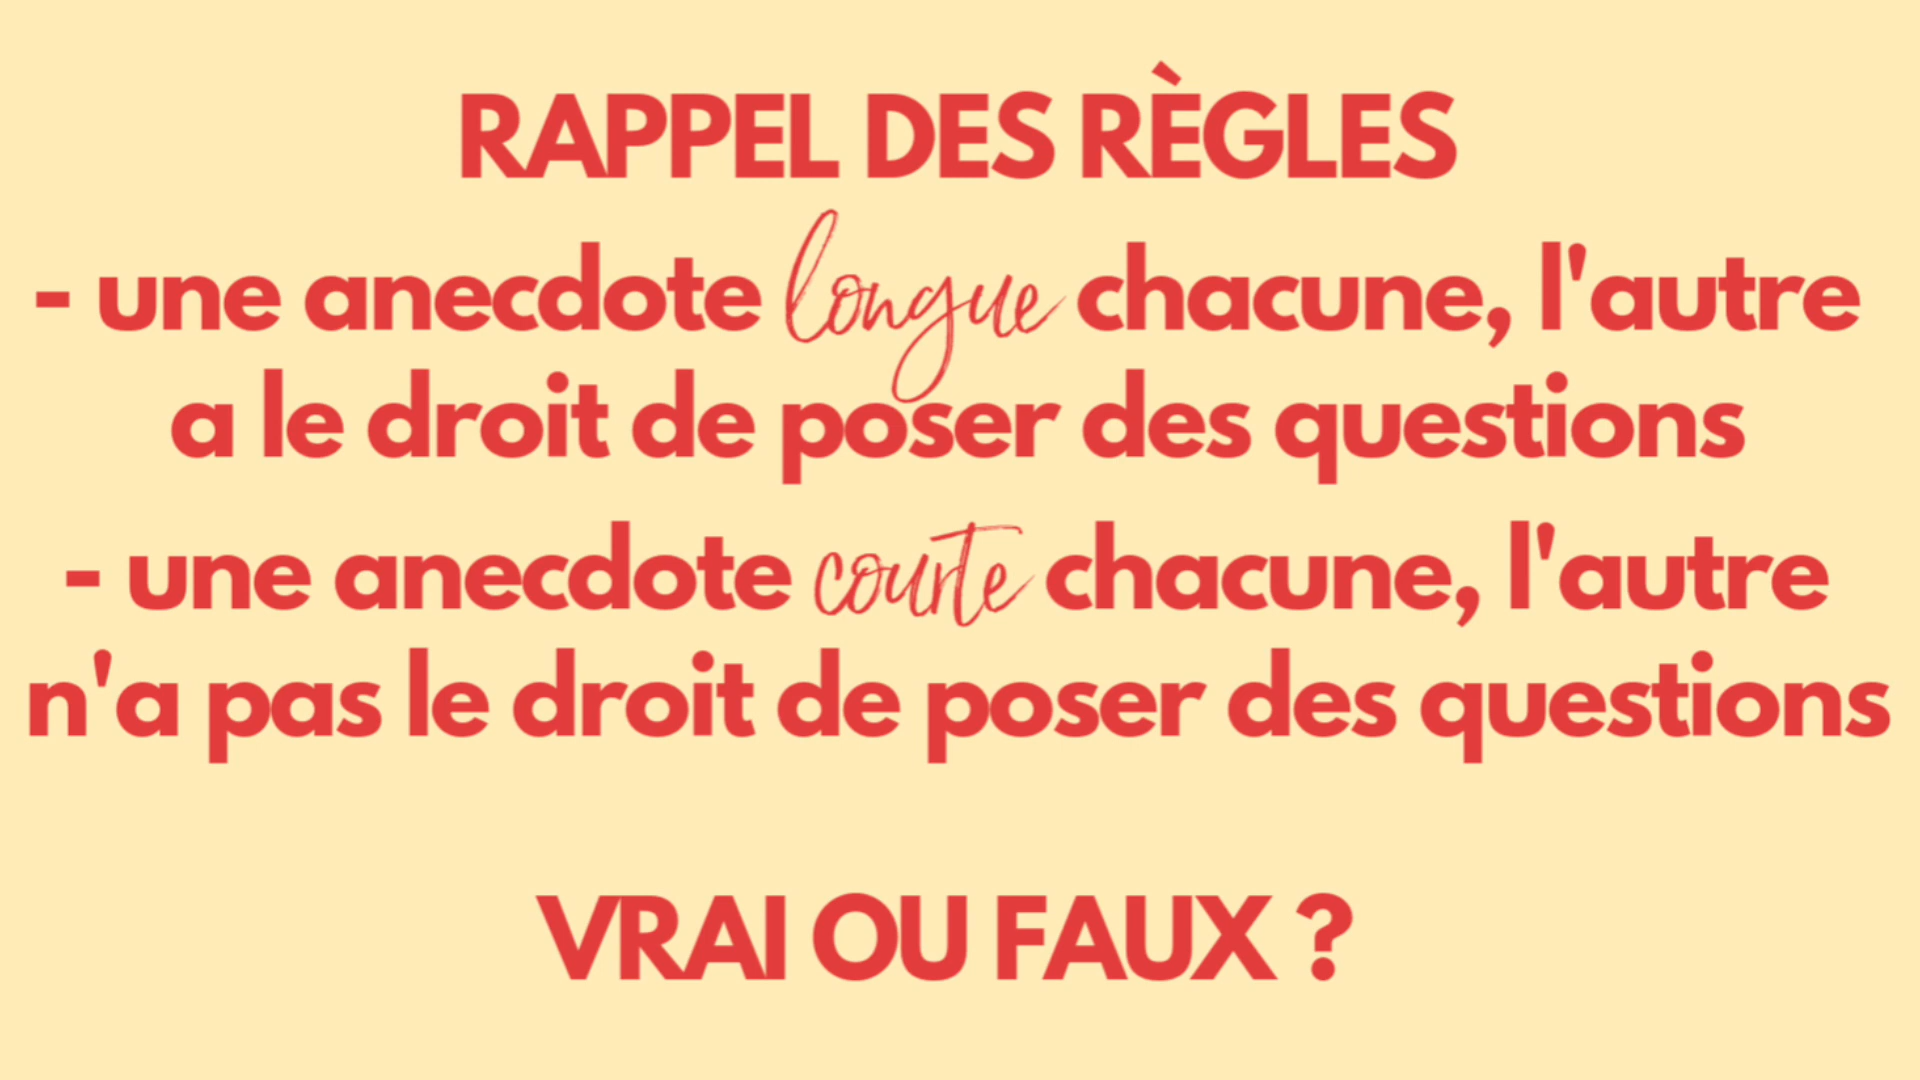 RAPPEL DES RÈGLES
- une anecdote longue chacune, l'autre
a le droit de poser des questions
- une anecdote courte chacune, l'autre
n'a pas le droit de poser des questions
VRAI OU FAUX ?